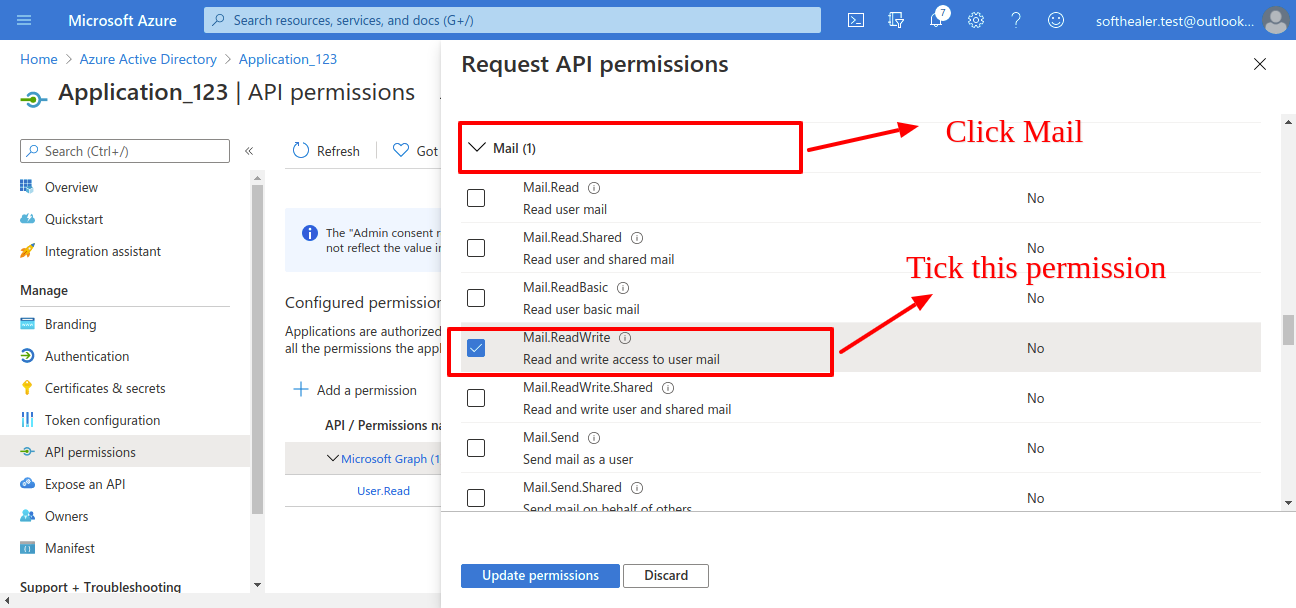 Microsoft Azure
Search resources, services, and docs (G+/)
7
softhealer.test@outlook...
Home > Azure Active Directory > Application_123
Application_123 | API permissions
Search (Ctrl+/)
«
Overview
Quickstart
Integration assistant
Manage
Branding
Authentication
Certificates & secrets
Token configuration
API permissions
Expose an API
Owners
Manifest
Support + Troubleshooting
Refresh
Got
The "Admin consent r
not reflect the value in
Configured permission
Applications are authorized
all the permissions the appl
Add a permission
API / Permissions na
Microsoft Graph (1
User.Read
Request API permissions
Mail (1)
Click Mail
Mail.Read
Read user mail
No
Mail.Read.Shared
Read user and shared mail
No
Tick this permission
Mail.ReadBasic
Read user basic mail
No
Mail.ReadWrite
Read and write access to user mail
No
Mail.ReadWrite.Shared
Read and write user and shared mail
No
Mail.Send
Send mail as a user
No
Mail.Send.Shared
Send mail on behalf of others
No
Update permissions
Discard